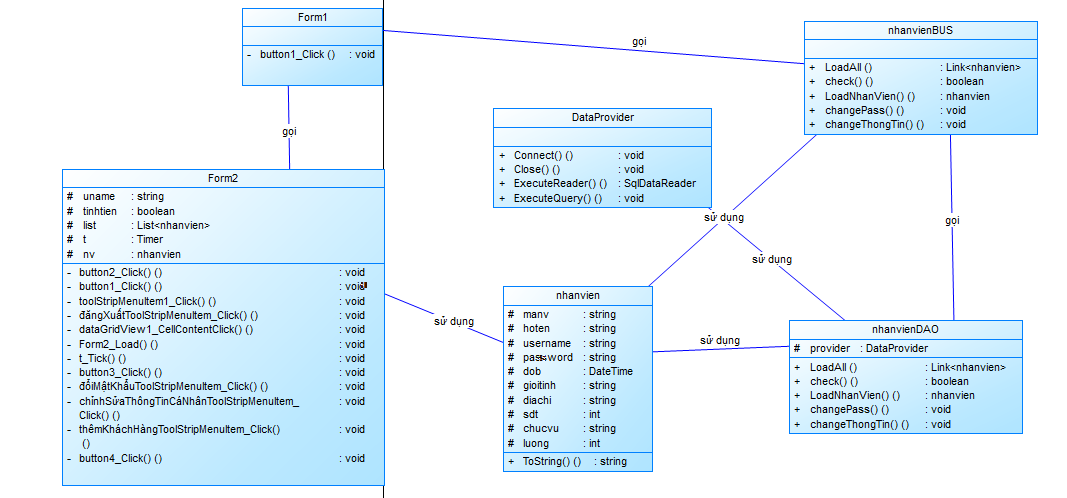 Form1
- button1_Click () : void
gọi
gọi
nhanvienBUS
+ LoadAll () : Link<nhanvien>
+ check() () : boolean
+ LoadNhanVien() () : nhanvien
+ changePass() () : void
+ changeThongTin() () : void
DataProvider
+ Connect() () : void
+ Close() () : void
+ ExecuteReader() () : SqlDataReader
+ ExecuteQuery() () : void
Form2
# uname : string
# tinhtien : boolean
# list : List<nhanvien>
# t : Timer
# nv : nhanvien
- button2_Click() () : void
- button1_Click() () : void
- toolStripMenuItem1_Click() () : void
- đăngXuấtToolStripMenuItem_Click() () : void
- dataGridView1_CellContentClick() () : void
- Form2_Load() () : void
- t_Tick() () : void
- button3_Click() () : void
- đổiMậtKhẩuToolStripMenuItem_Click() () : void
- chỉnhSửaThôngTinCáNhânToolStripMenuItem_ : void
Click() ()
- thêmKháchHàngToolStripMenuItem_Click() : void
()
- button4_Click() () : void
sử dụng
sử dụng
sử dụng
gọi
sử dụng
nhanvien
# manv : string
# hoten : string
# username : string
# password : string
# dob : DateTime
# gioitinh : string
# diachi : string
# sdt : int
# chucvu : string
# luong : int
+ ToString() () : string
nhanvienDAO
# provider : DataProvider
+ LoadAll () : Link<nhanvien>
+ check() () : boolean
+ LoadNhanVien() () : nhanvien
+ changePass() () : void
+ changeThongTin() () : void